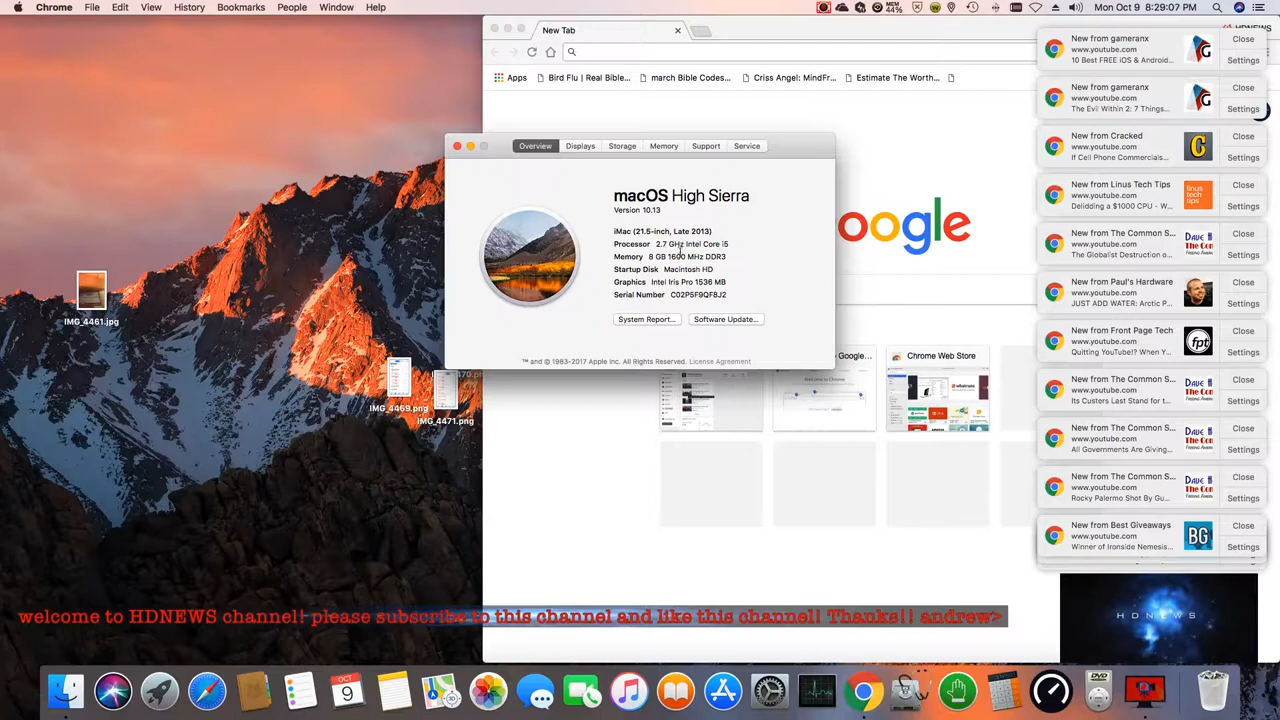 Chrome File Edit View History Bookmarks People Window Help
MEM 44% Mon Oct 9 8:29:07 PM
New Tab
HDNEWS
Apps Bird Flu | Real Bible... march Bible Codes... Criss Angel: MindFr... Estimate The Worth...
Overview Displays Storage Memory Support Service
macOS High Sierra
Version 10.13
iMac (21.5-inch, Late 2013)
Processor 2.7 GHz Intel Core i5
Memory 8 GB 1600 MHz DDR3
Startup Disk Macintosh HD
Graphics Intel Iris Pro 1536 MB
Serial Number C02P5F9QF8J2
System Report... Software Update...
™ and © 1983-2017 Apple Inc. All Rights Reserved. License Agreement
oogle
Google... Chrome Web Store
Welcome to Chrome
IMG_4461.jpg
IMG_4469.png
IMG_4471.png
New from gameranx
www.youtube.com
10 Best FREE iOS & Android...
Close
Settings
New from gameranx
www.youtube.com
The Evil Within 2: 7 Things...
Close
Settings
New from Cracked
www.youtube.com
If Cell Phone Commercials...
Close
Settings
New from Linus Tech Tips
www.youtube.com
Delidding a $1000 CPU - W...
linus tech tips
Close
Settings
New from The Common S...
www.youtube.com
The Globalist Destruction o...
Close
Settings
New from Paul's Hardware
www.youtube.com
JUST ADD WATER: Arctic P...
Close
Settings
New from Front Page Tech
www.youtube.com
Quitting YouTube!? When Y...
fpt
Close
Settings
New from The Common S...
www.youtube.com
Its Custers Last Stand for t...
Close
Settings
New from The Common S...
www.youtube.com
All Governments Are Giving...
Close
Settings
New from The Common S...
www.youtube.com
Rocky Palermo Shot By Gu...
Close
Settings
New from Best Giveaways
www.youtube.com
Winner of Ironside Nemesis...
BG
Close
Settings
welcome to HDNEWS channel! please subscribe to this channel and like this channel! Thanks!! andrew>
HDNEWS
OCT
9